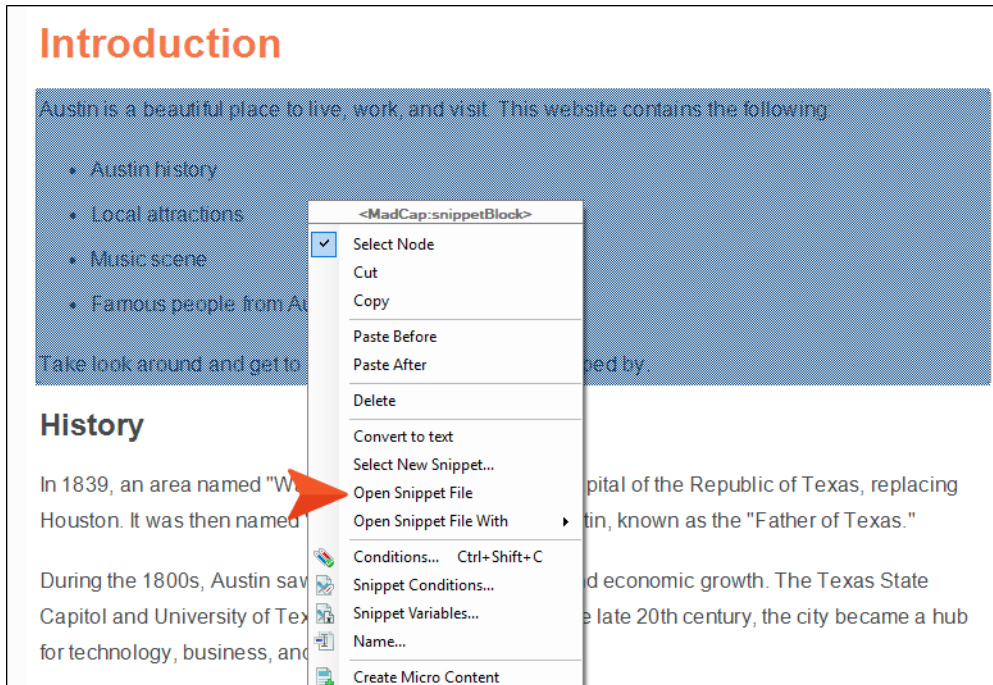 Introduction
Austin is a beautiful place to live, work, and visit. This website contains the following:
• Austin history
• Local attractions
• Music scene
• Famous people from Au
Take look around and get to
ped by.
<MadCap:snippetBlock>
Select Node
Cut
Copy
Paste Before
Paste After
Delete
Convert to text
Select New Snippet...
Open Snippet File
Open Snippet File With
Conditions... Ctrl+Shift+C
Snippet Conditions...
Snippet Variables...
Name...
Create Micro Content
History
In 1839, an area named "W
pital of the Republic of Texas, replacing
Houston. It was then named
tin, known as the "Father of Texas."
During the 1800s, Austin saw
d economic growth. The Texas State
Capitol and University of Tex
e late 20th century, the city became a hub
for technology, business, and